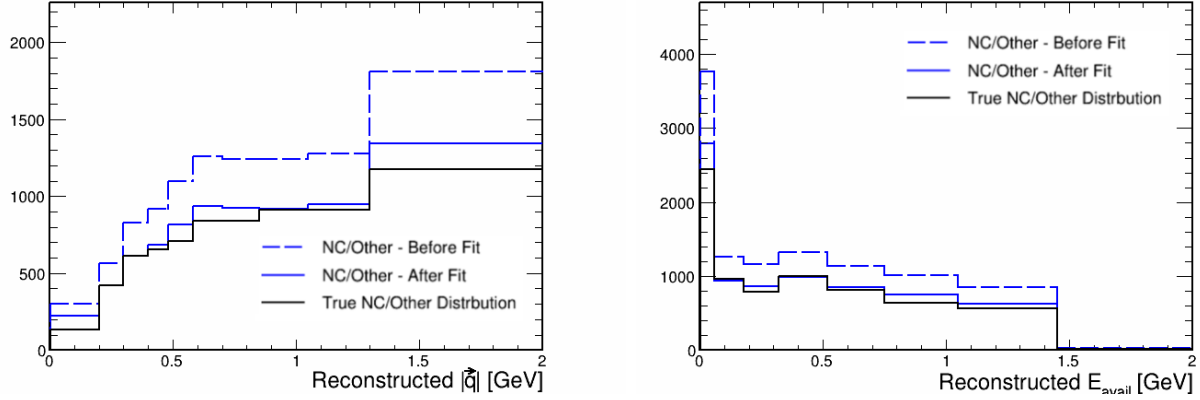 2000
1500
1000
500
0
0 0.5 1 1.5 2
NC/Other - Before Fit
NC/Other - After Fit
True NC/Other Distrbution
Reconstructed |q⃗| [GeV]
4000
3000
2000
1000
0
0 0.5 1 1.5 2
NC/Other - Before Fit
NC/Other - After Fit
True NC/Other Distrbution
Reconstructed E_avail [GeV]